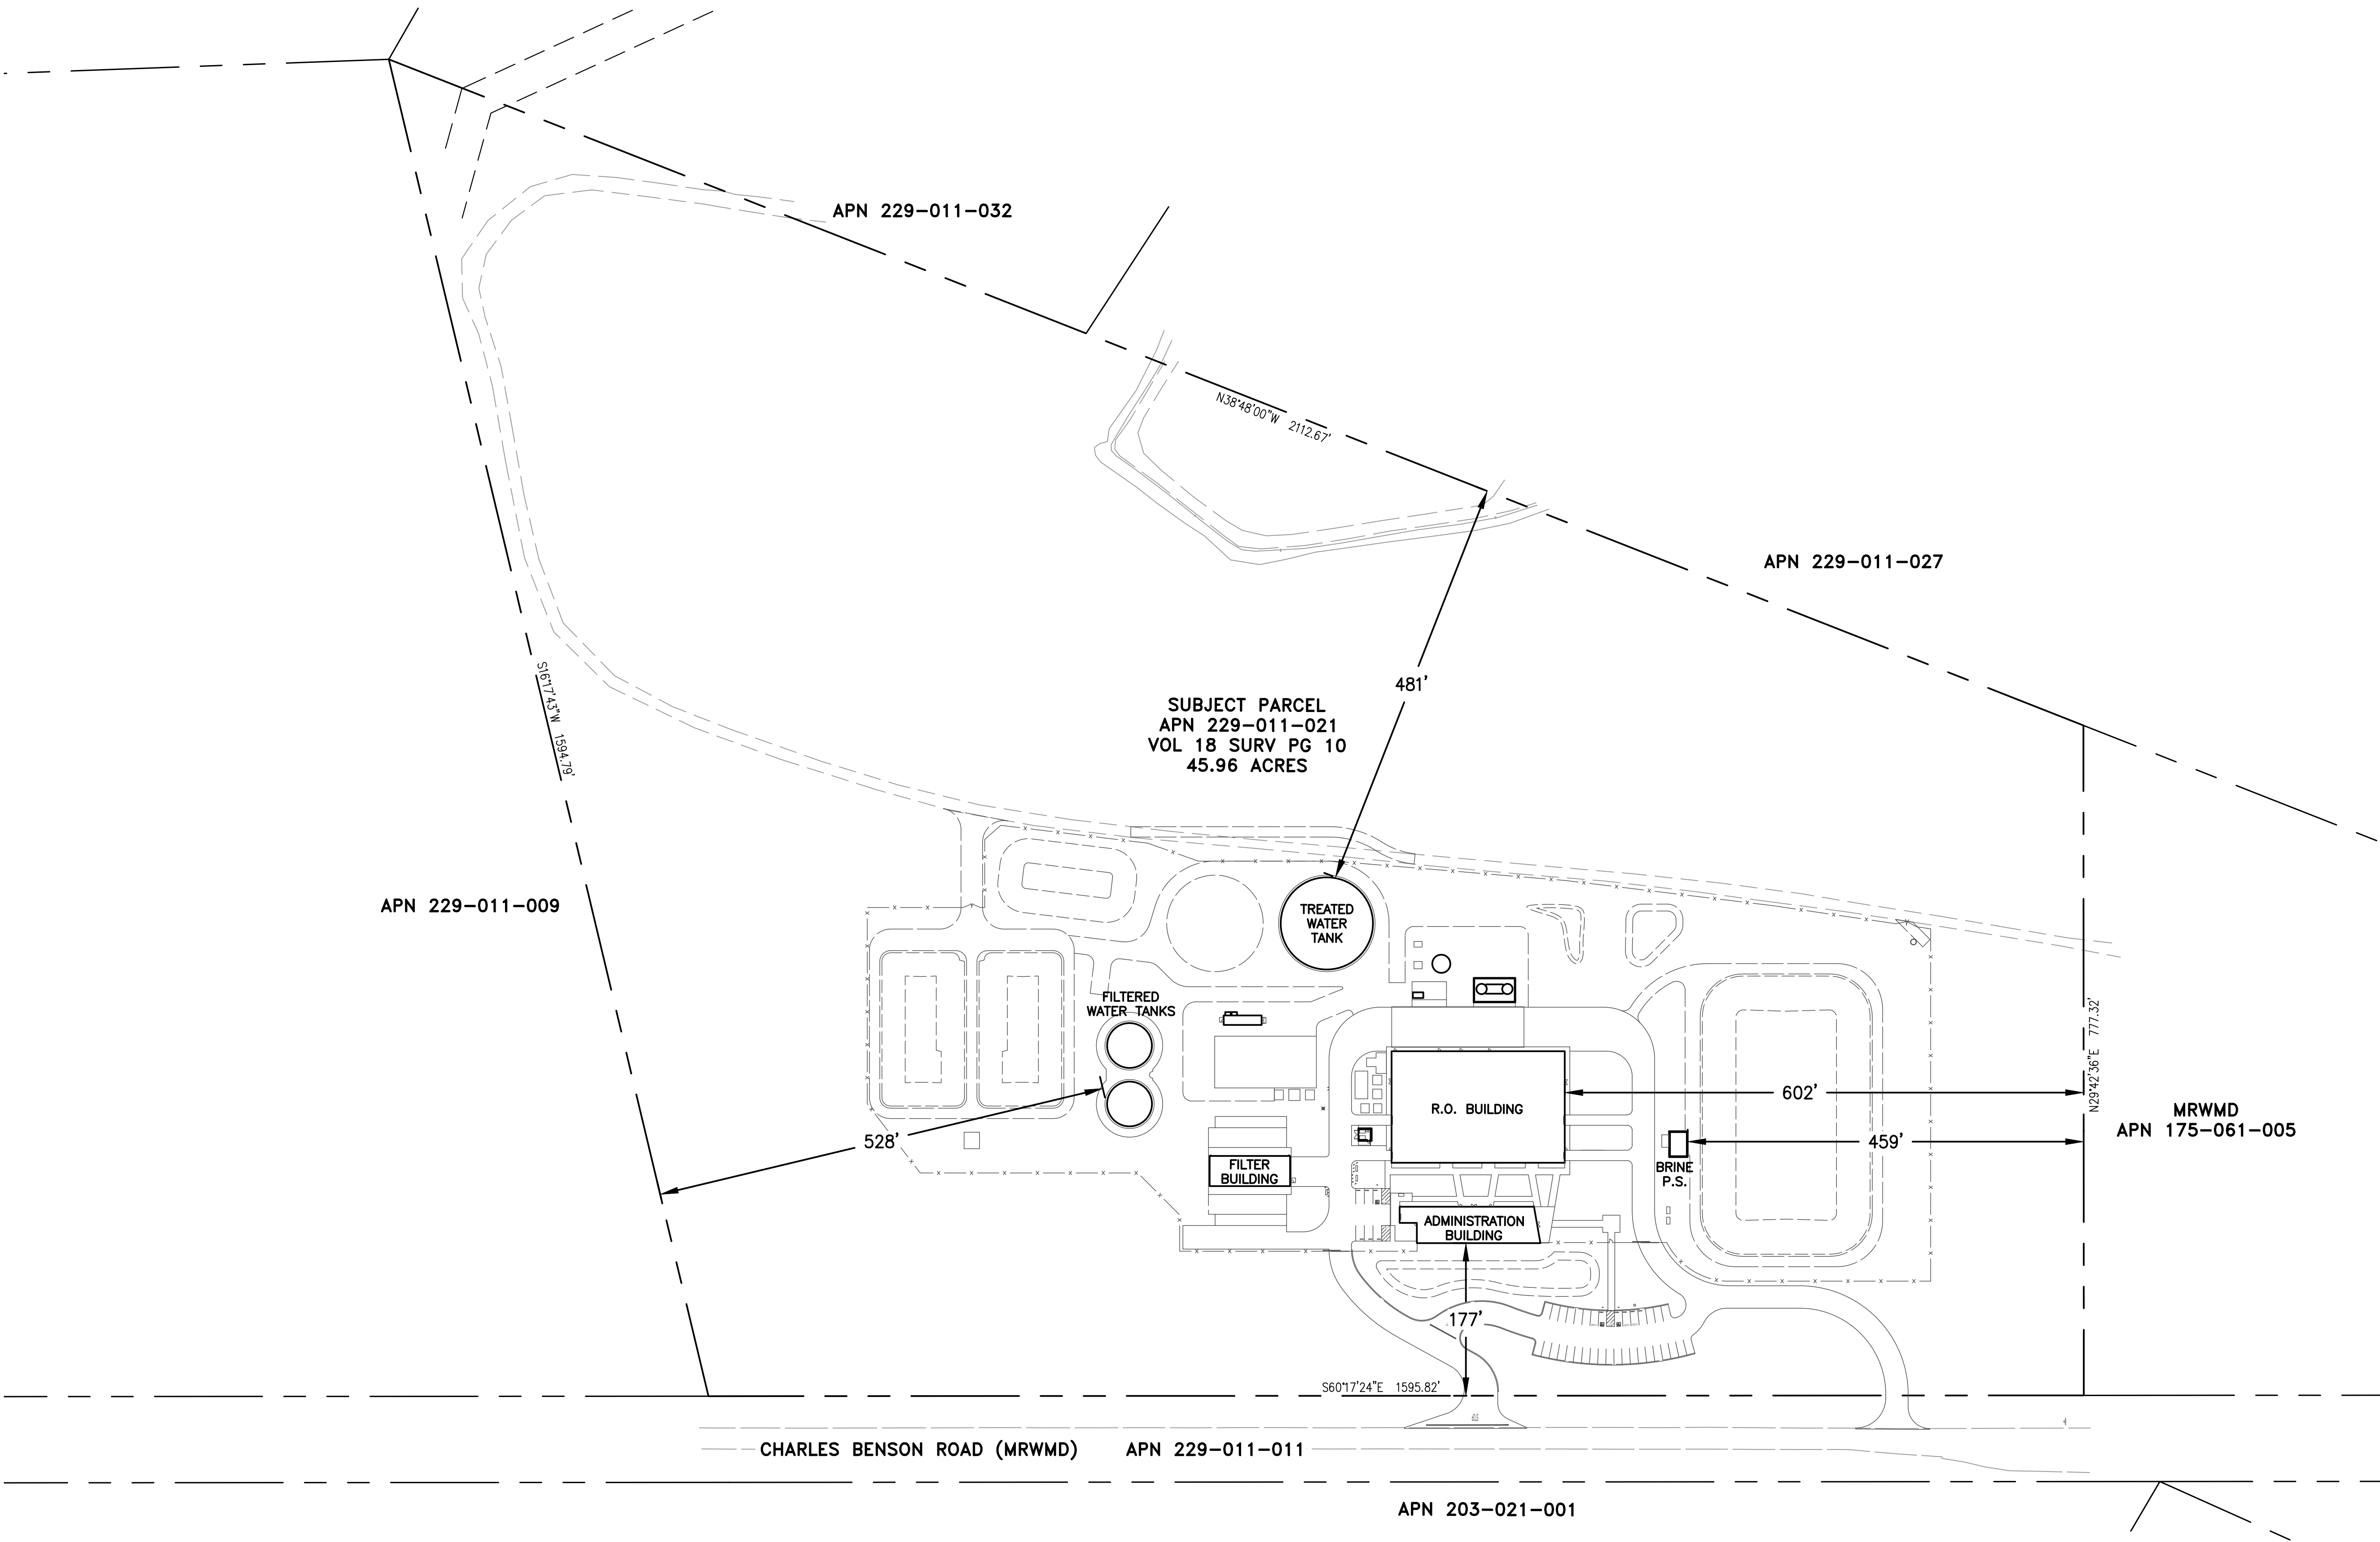 APN 229-011-032
N38°48'00"W 2112.67'
APN 229-011-027
481'
S16°17'43"W 1594.79'
SUBJECT PARCEL
APN 229-011-021
VOL 18 SURV PG 10
45.96 ACRES
APN 229-011-009
TREATED
WATER
TANK
FILTERED
WATER TANKS
N29°42'36"E 777.32'
602'
R.O. BUILDING
MRWMD
APN 175-061-005
528'
459'
FILTER
BUILDING
BRINE
P.S.
ADMINISTRATION
BUILDING
177'
S60°17'24"E 1595.82'
CHARLES BENSON ROAD (MRWMD) APN 229-011-011
APN 203-021-001